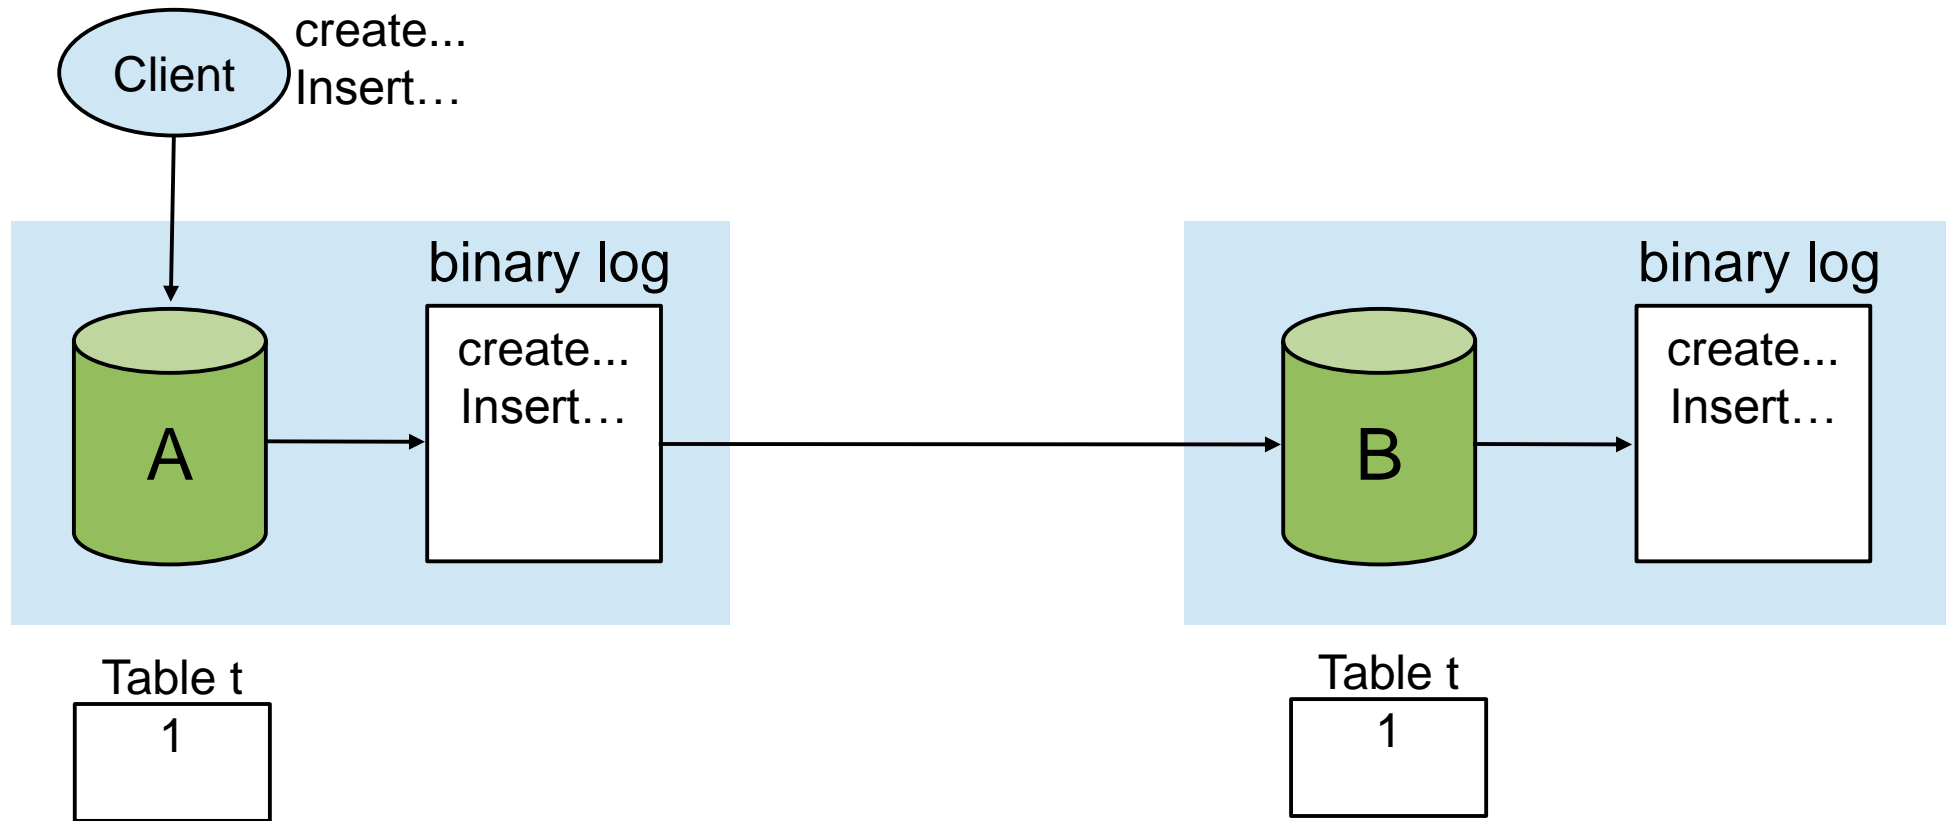 Client
create...
Insert…
binary log
create...
Insert…
A
binary log
create...
Insert…
B
Table t
1
Table t
1